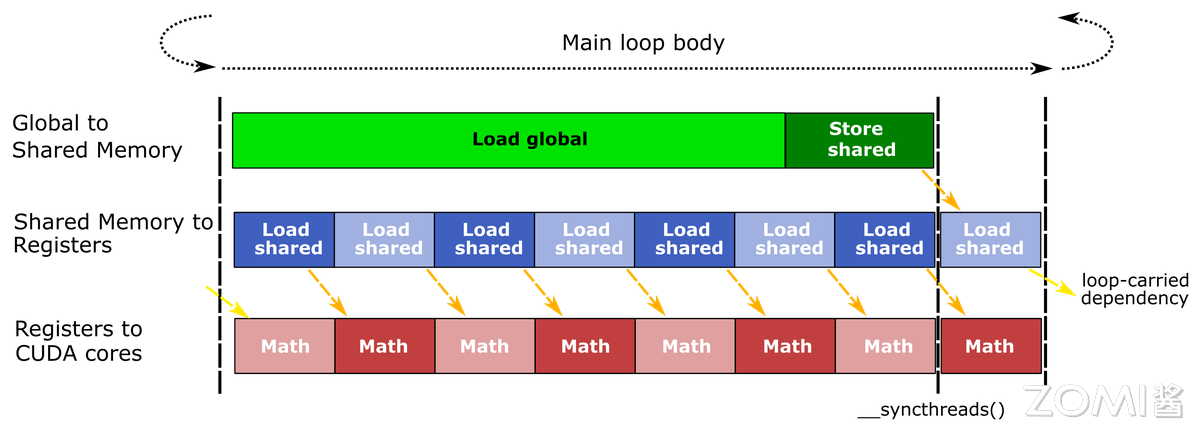 Main loop body
Global to
Shared Memory
Load global
Store
shared
Shared Memory to
Registers
Load
shared
Load
shared
Load
shared
Load
shared
Load
shared
Load
shared
Load
shared
Load
shared
loop-carried
dependency
Registers to
CUDA cores
Math
Math
Math
Math
Math
Math
Math
Math
__syncthreads()
ZOMI酱